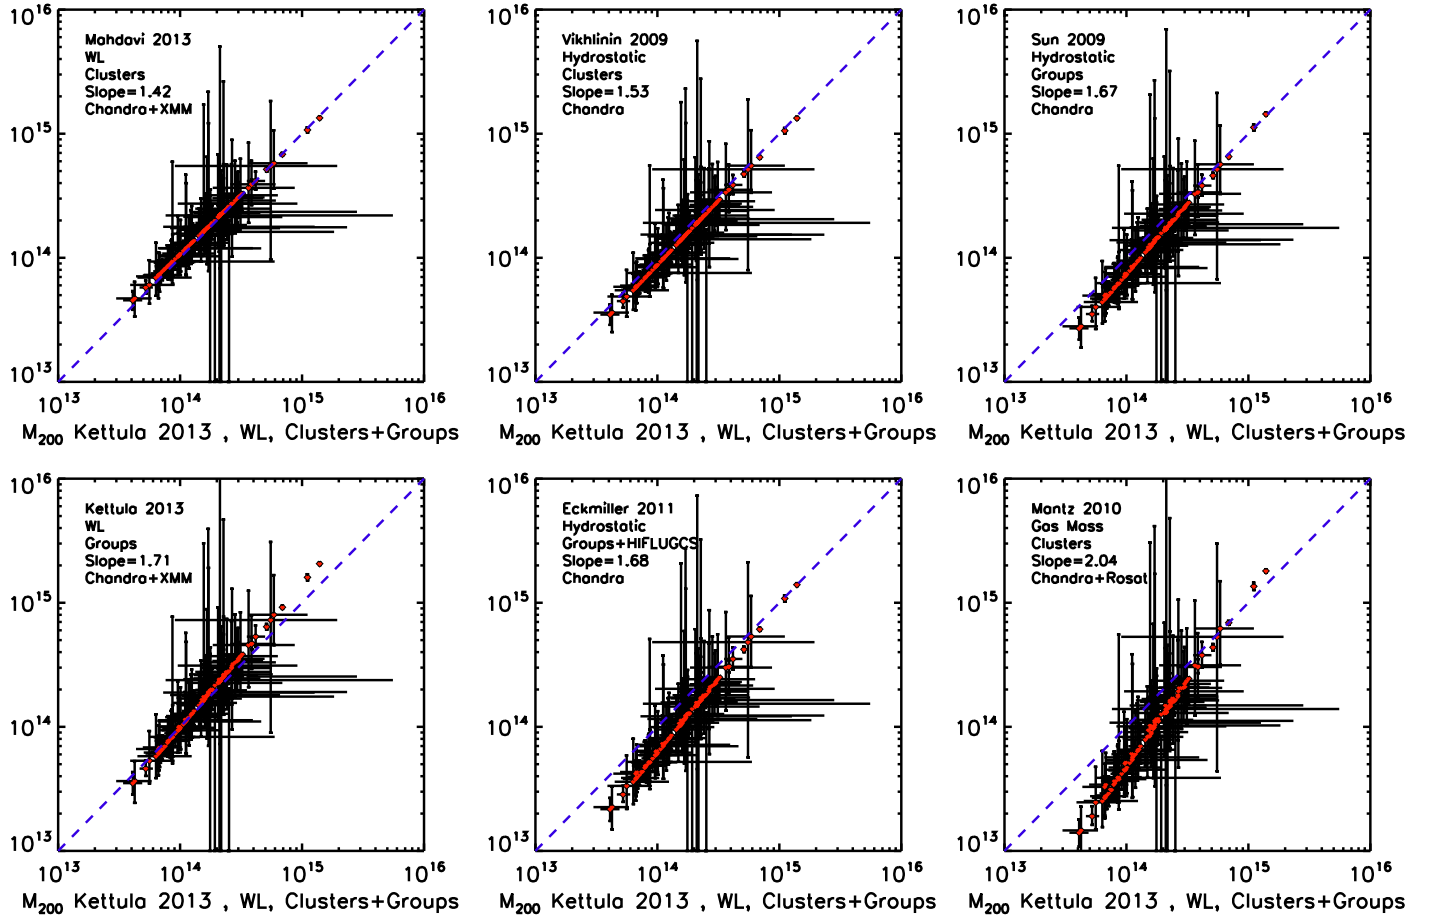 10^16
10^15
10^14
10^13
Mahdavi 2013
WL
Clusters
Slope=1.42
Chandra+XMM
10^13 10^14 10^15 10^16
M_200 Kettula 2013 , WL, Clusters+Groups
10^16
10^15
10^14
10^13
Vikhlinin 2009
Hydrostatic
Clusters
Slope=1.53
Chandra
10^13 10^14 10^15 10^16
M_200 Kettula 2013 , WL, Clusters+Groups
10^16
10^15
10^14
10^13
Sun 2009
Hydrostatic
Groups
Slope=1.67
Chandra
10^13 10^14 10^15 10^16
M_200 Kettula 2013 , WL, Clusters+Groups
10^16
10^15
10^14
10^13
Kettula 2013
WL
Groups
Slope=1.71
Chandra+XMM
10^13 10^14 10^15 10^16
M_200 Kettula 2013 , WL, Clusters+Groups
10^16
10^15
10^14
10^13
Eckmiller 2011
Hydrostatic
Groups+HIFLUGCS
Slope=1.68
Chandra
10^13 10^14 10^15 10^16
M_200 Kettula 2013 , WL, Clusters+Groups
10^16
10^15
10^14
10^13
Mantz 2010
Gas Mass
Clusters
Slope=2.04
Chandra+Rosat
10^13 10^14 10^15 10^16
M_200 Kettula 2013 , WL, Clusters+Groups